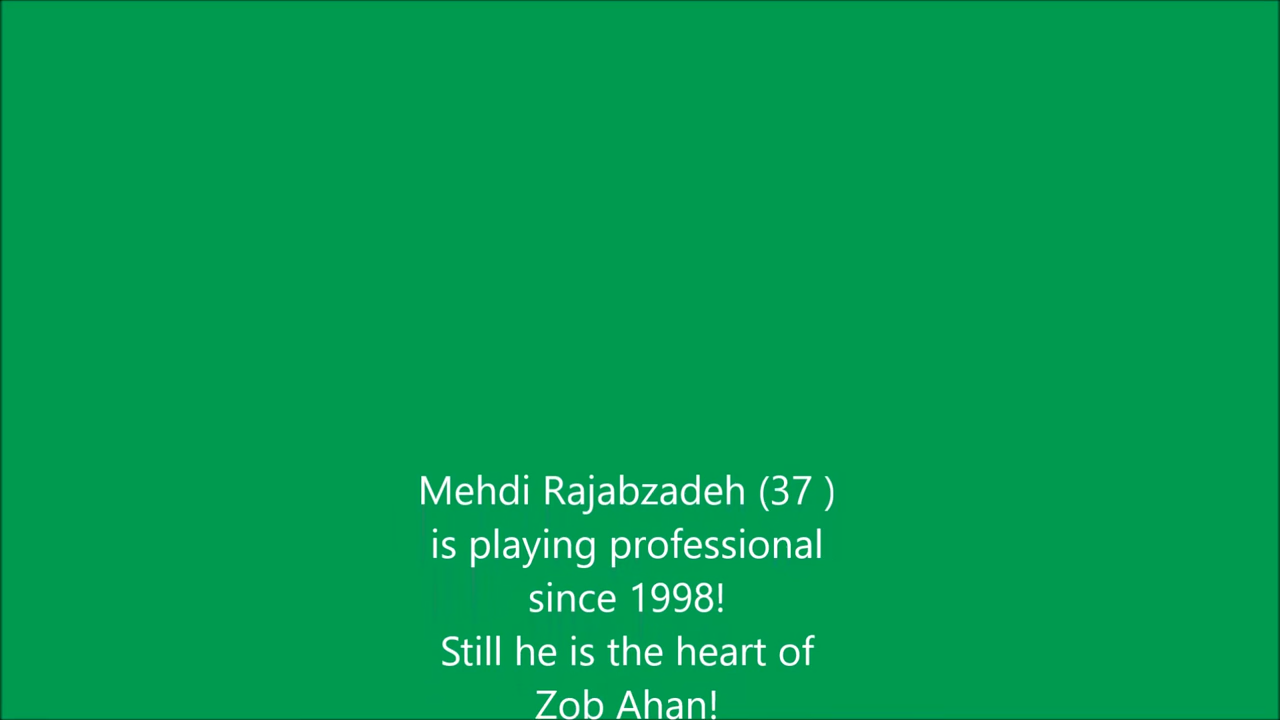 Mehdi Rajabzadeh (37 )
is playing professional
since 1998!
Still he is the heart of
Zob Ahan!